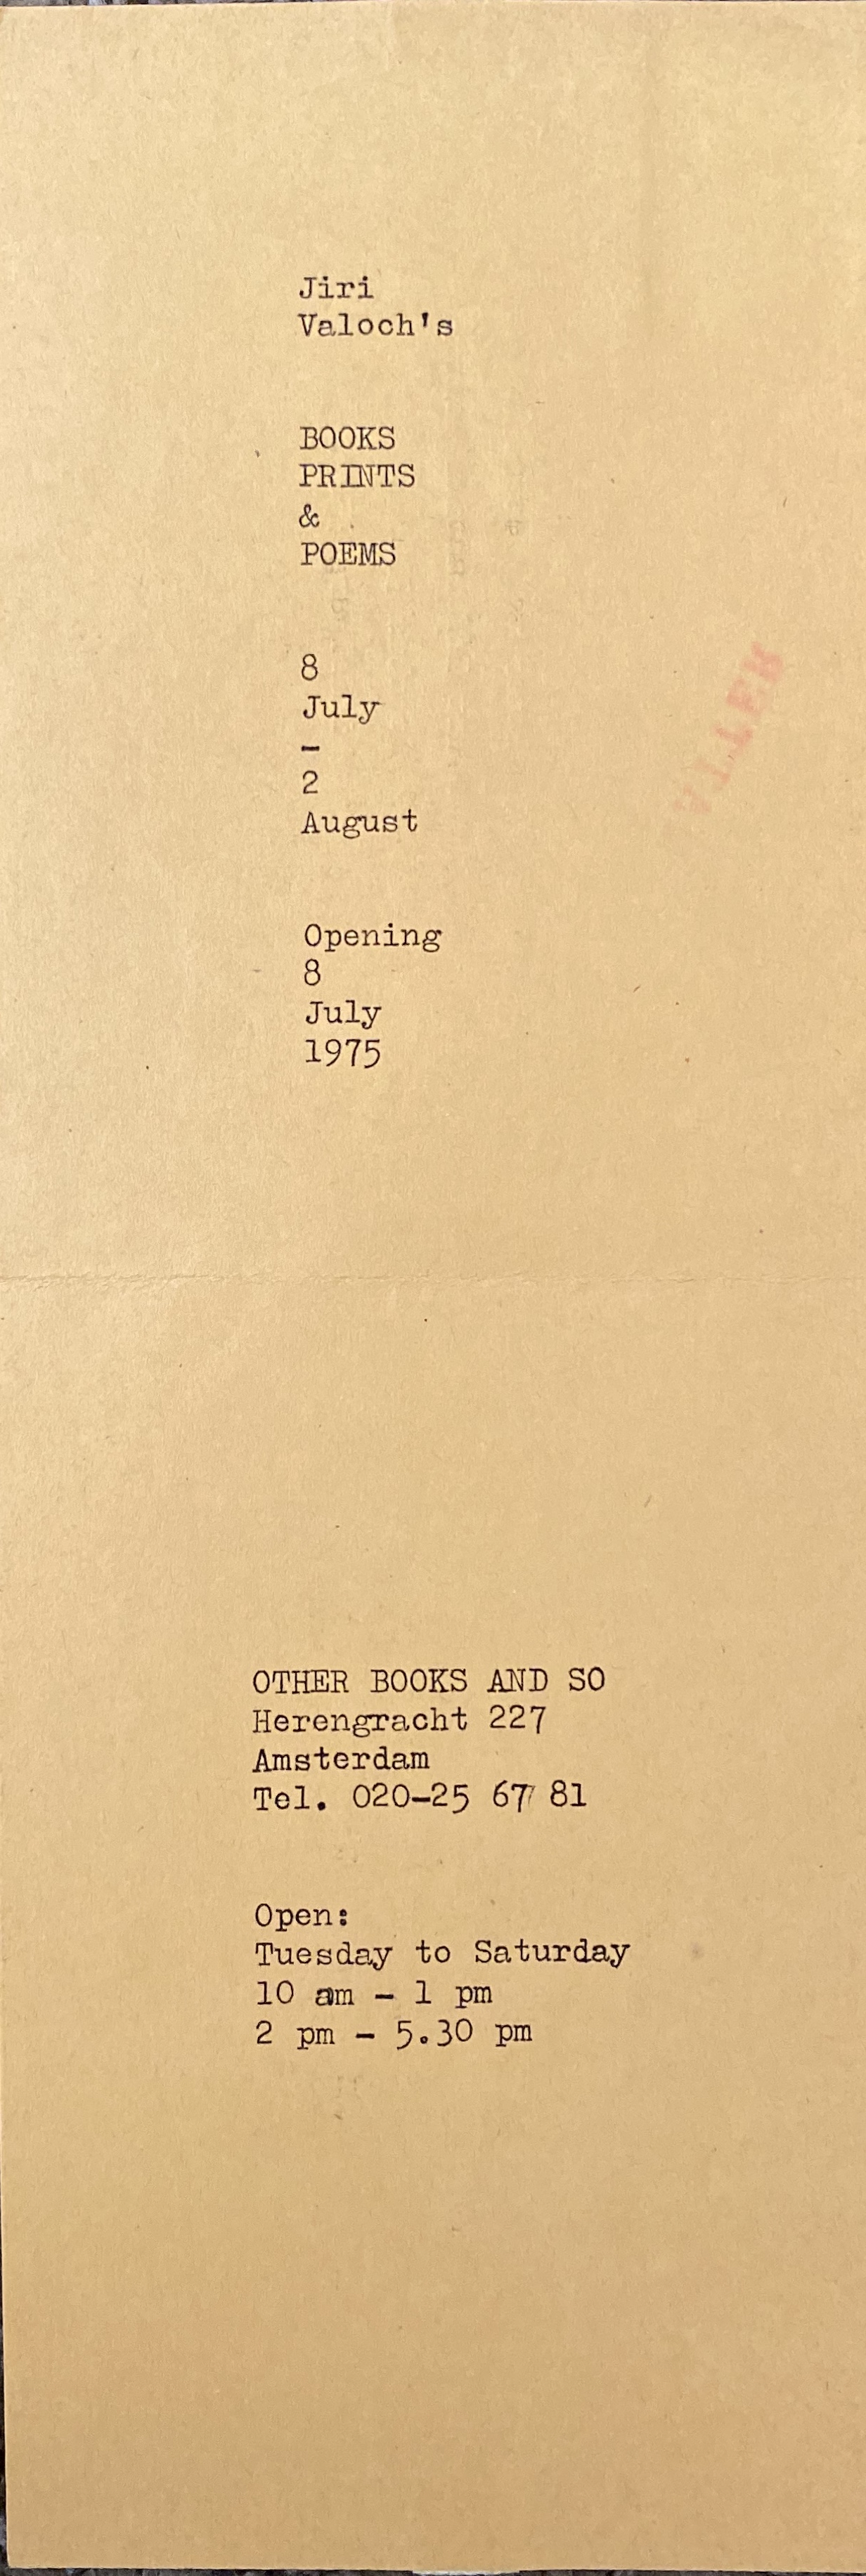 Jiri
Valoch's
BOOKS
PRINTS
&
POEMS
8
July
-
2
August
Opening
8
July
1975
OTHER BOOKS AND SO
Herengracht 227
Amsterdam
Tel. 020-25 67 81
Open:
Tuesday to Saturday
10 am - 1 pm
2 pm - 5.30 pm